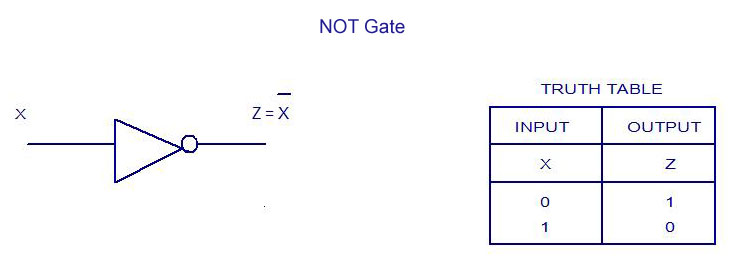 NOT Gate
X
Z = X̅
TRUTH TABLE
INPUT OUTPUT
X Z
0 1
1 0